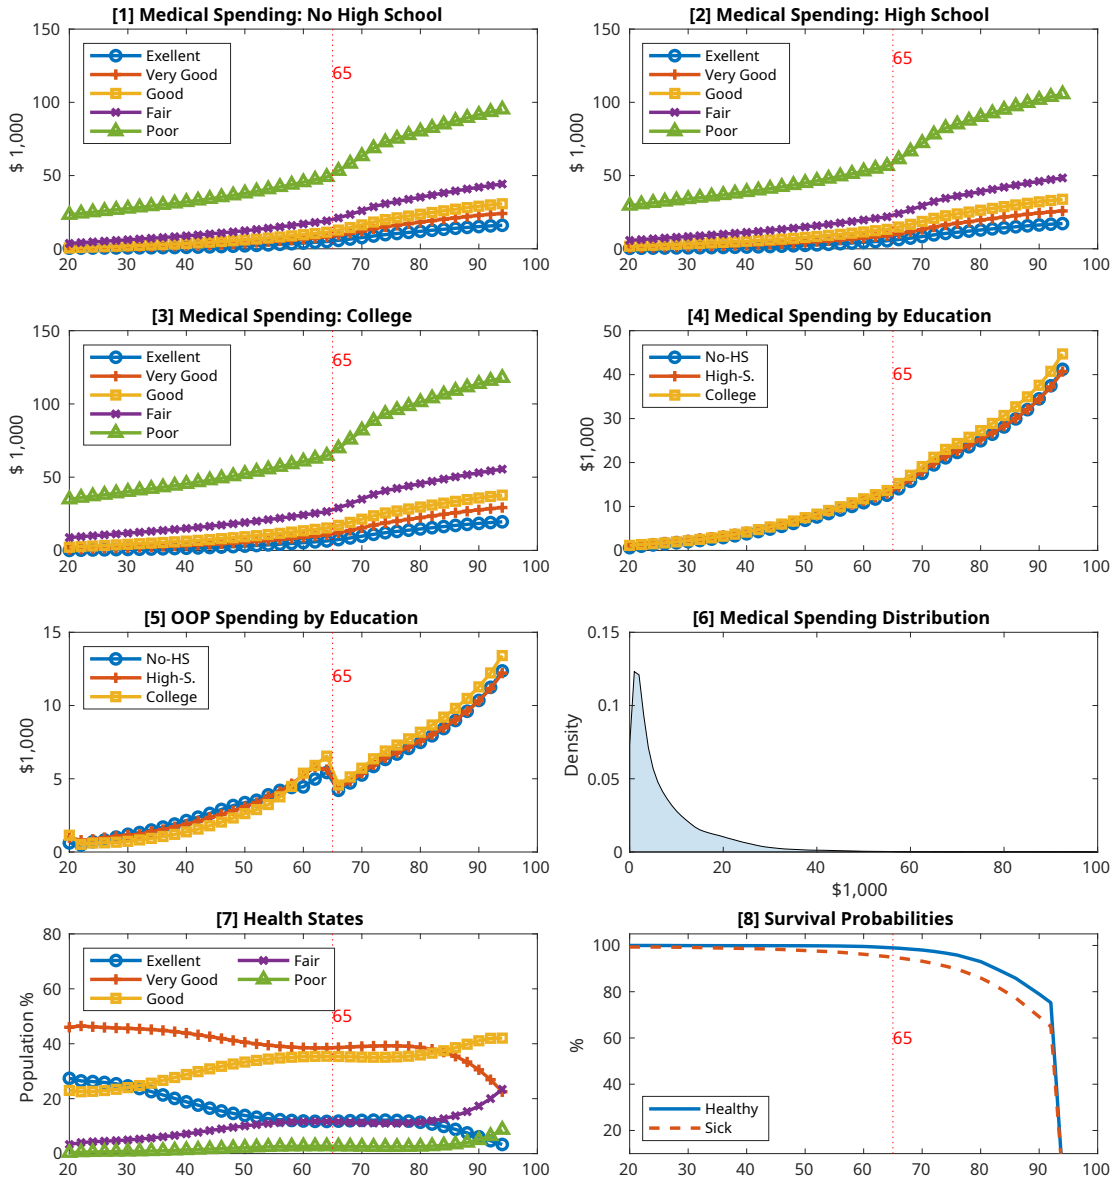 [1] Medical Spending: No High School
150
100
50
0
$ 1,000
Exellent
Very Good
Good
Fair
Poor
65
20 30 40 50 60 70 80 90 100
[2] Medical Spending: High School
150
100
50
0
$ 1,000
Exellent
Very Good
Good
Fair
Poor
65
20 30 40 50 60 70 80 90 100
[3] Medical Spending: College
150
100
50
0
$ 1,000
Exellent
Very Good
Good
Fair
Poor
65
20 30 40 50 60 70 80 90 100
[4] Medical Spending by Education
50
40
30
20
10
0
$1,000
No-HS
High-S.
College
65
20 30 40 50 60 70 80 90 100
[5] OOP Spending by Education
15
10
5
0
$1,000
No-HS
High-S.
College
65
20 30 40 50 60 70 80 90 100
[6] Medical Spending Distribution
0.15
0.1
0.05
0
Density
0 20 40 60 80 100
$1,000
[7] Health States
80
60
40
20
0
Population %
Exellent
Very Good
Good
Fair
Poor
65
20 30 40 50 60 70 80 90 100
[8] Survival Probabilities
100
80
60
40
20
%
65
Healthy
Sick
20 30 40 50 60 70 80 90 100